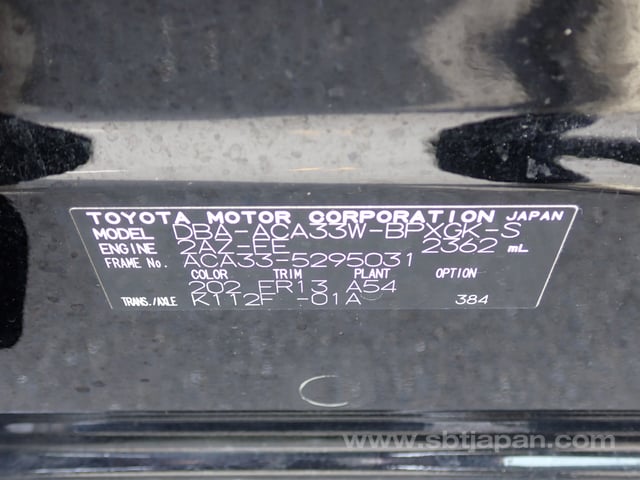 TOYOTA MOTOR CORPORATION JAPAN
MODEL DBA-ACA33W-BPXGK-S
ENGINE 2AZ-FE 2362 mL
FRAME No. ACA33-5295031
COLOR TRIM PLANT OPTION
202 FR13 A54
TRANS./AXLE K112F -01A 384
www.sbtjapan.com